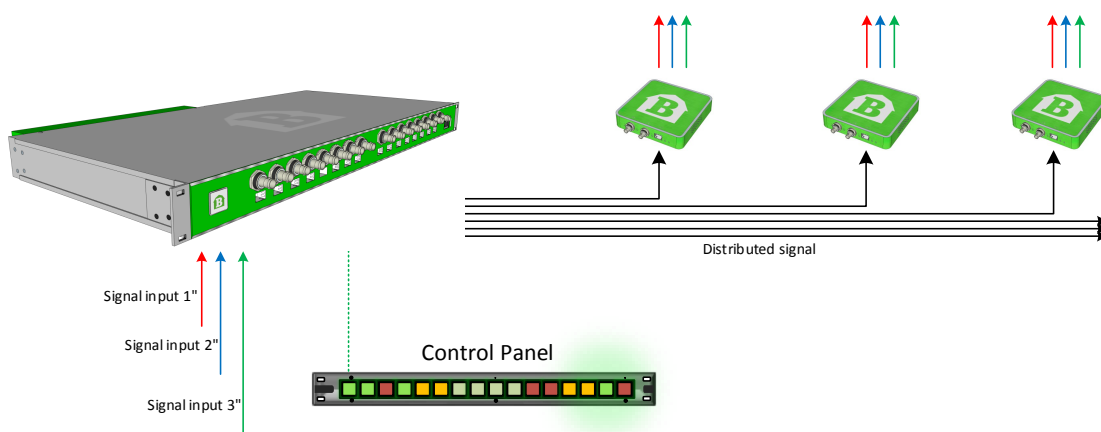 B
B
B
B
B
Distributed signal
Signal input 1"
Signal input 2"
Control Panel
Signal input 3"